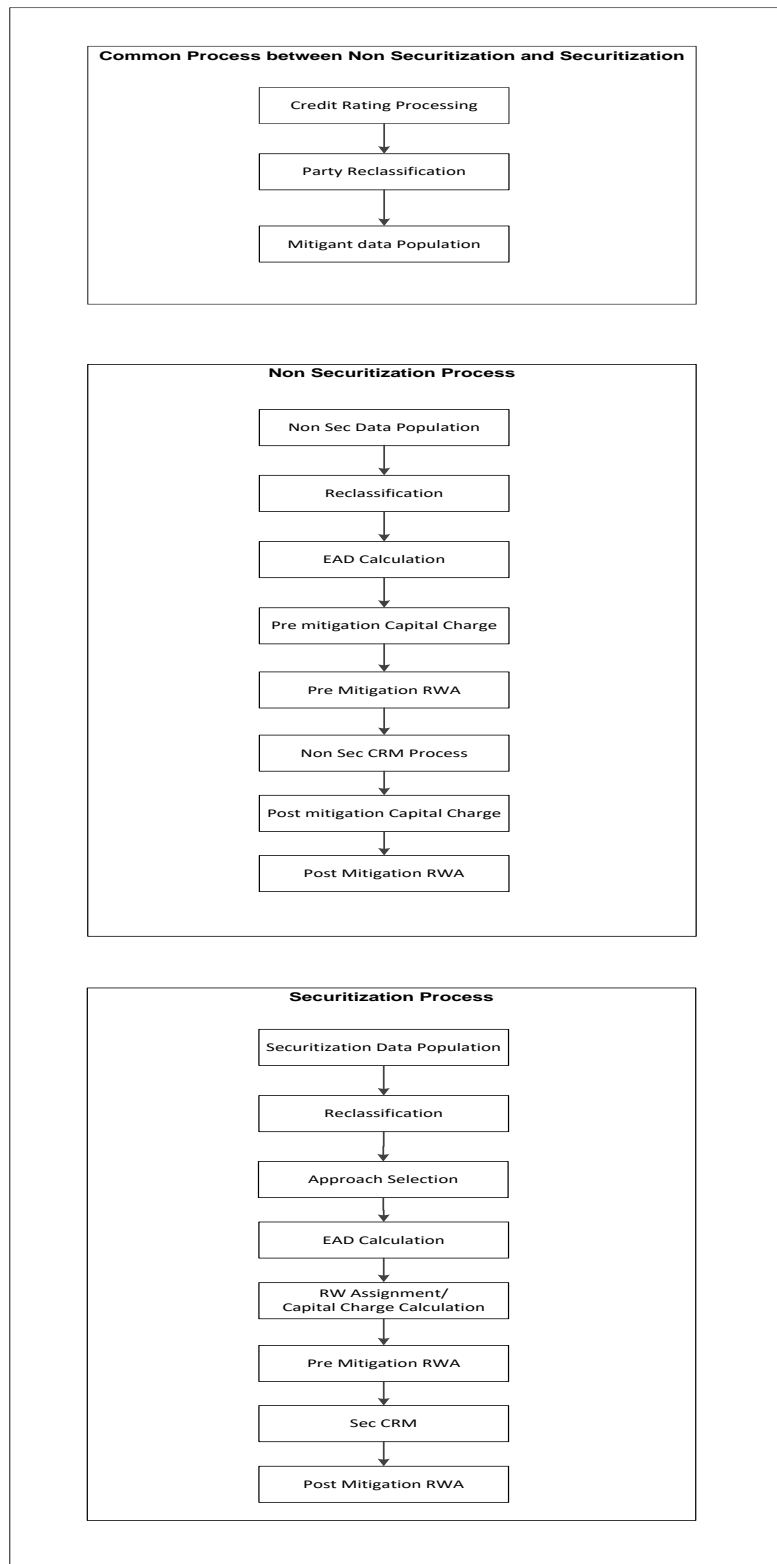 Common Process between Non Securitization and Securitization
Credit Rating Processing
Party Reclassification
Mitigant data Population
Non Securitization Process
Non Sec Data Population
Reclassification
EAD Calculation
Pre mitigation Capital Charge
Pre Mitigation RWA
Non Sec CRM Process
Post mitigation Capital Charge
Post Mitigation RWA
Securitization Process
Securitization Data Population
Reclassification
Approach Selection
EAD Calculation
RW Assignment/
Capital Charge Calculation
Pre Mitigation RWA
Sec CRM
Post Mitigation RWA